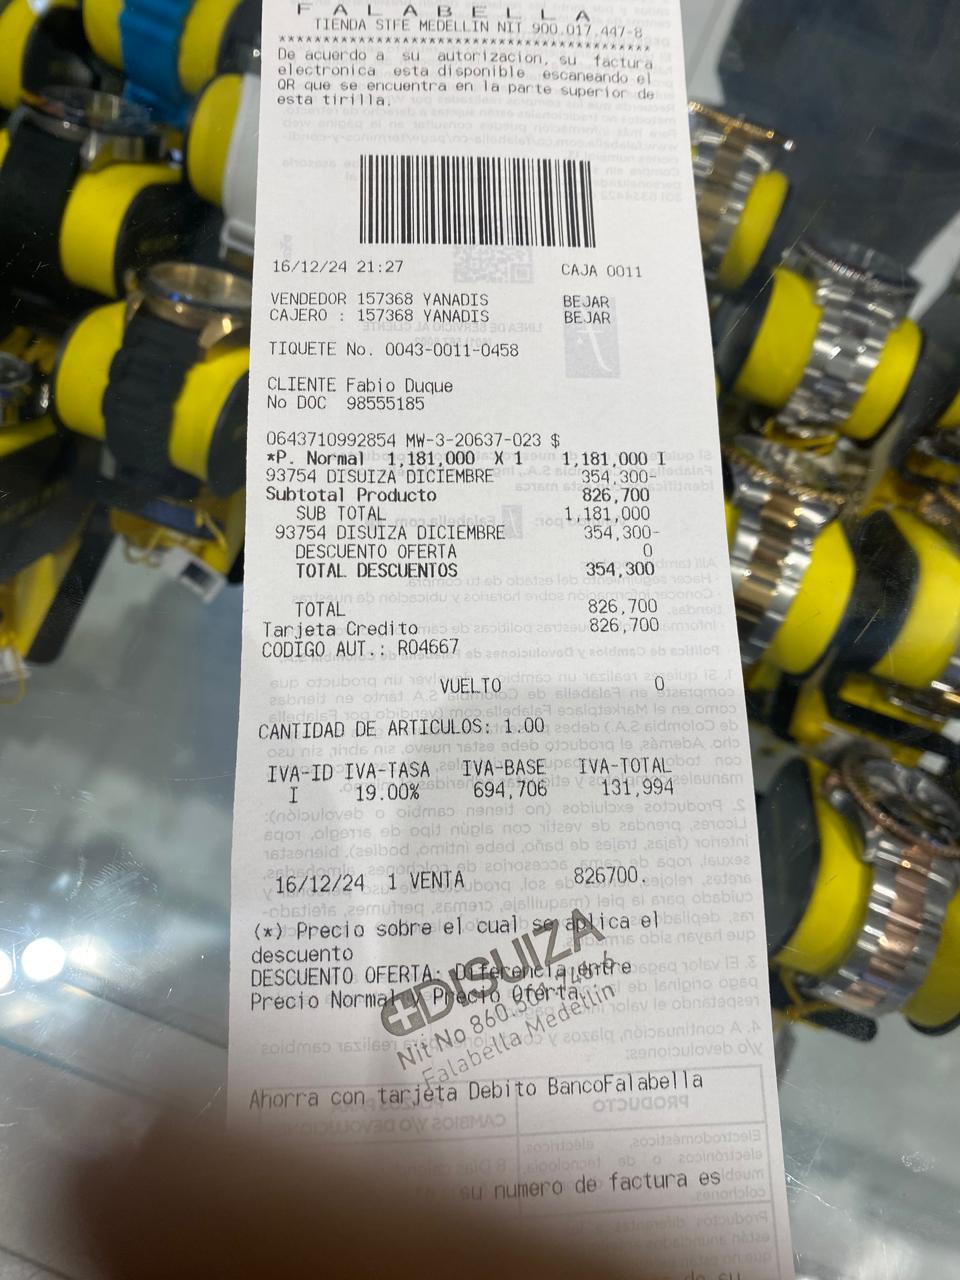 F A L A B E L L A
TIENDA STFE MEDELLIN NIT 900.017.447-8
******************************************
De acuerdo a su autorizacion, su factura
electronica esta disponible escaneando el
QR que se encuentra en la parte superior de
esta tirilla.
16/12/24 21:27 CAJA 0011
VENDEDOR 157368 YANADIS BEJAR
CAJERO : 157368 YANADIS BEJAR
TIQUETE No. 0043-0011-0458
CLIENTE Fabio Duque
No DOC 98555185
0643710992854 MW-3-20637-023 $
*P. Normal 1,181,000 X 1 1,181,000 I
93754 DISUIZA DICIEMBRE 354,300-
Subtotal Producto 826,700
SUB TOTAL 1,181,000
93754 DISUIZA DICIEMBRE 354,300-
DESCUENTO OFERTA 0
TOTAL DESCUENTOS 354,300
TOTAL 826,700
Tarjeta Credito 826,700
CODIGO AUT.: R04667
VUELTO 0
CANTIDAD DE ARTICULOS: 1.00
IVA-ID IVA-TASA IVA-BASE IVA-TOTAL
I 19.00% 694,706 131,994
16/12/24 1 VENTA 826700.
(*) Precio sobre el cual se aplica el
descuento
DESCUENTO OFERTA: Diferencia entre
Precio Normal y Precio Oferta.
DISUIZA
Nit No 860.
Falabella Medellin
Ahorra con tarjeta Debito BancoFalabella
su numero de factura es
de su